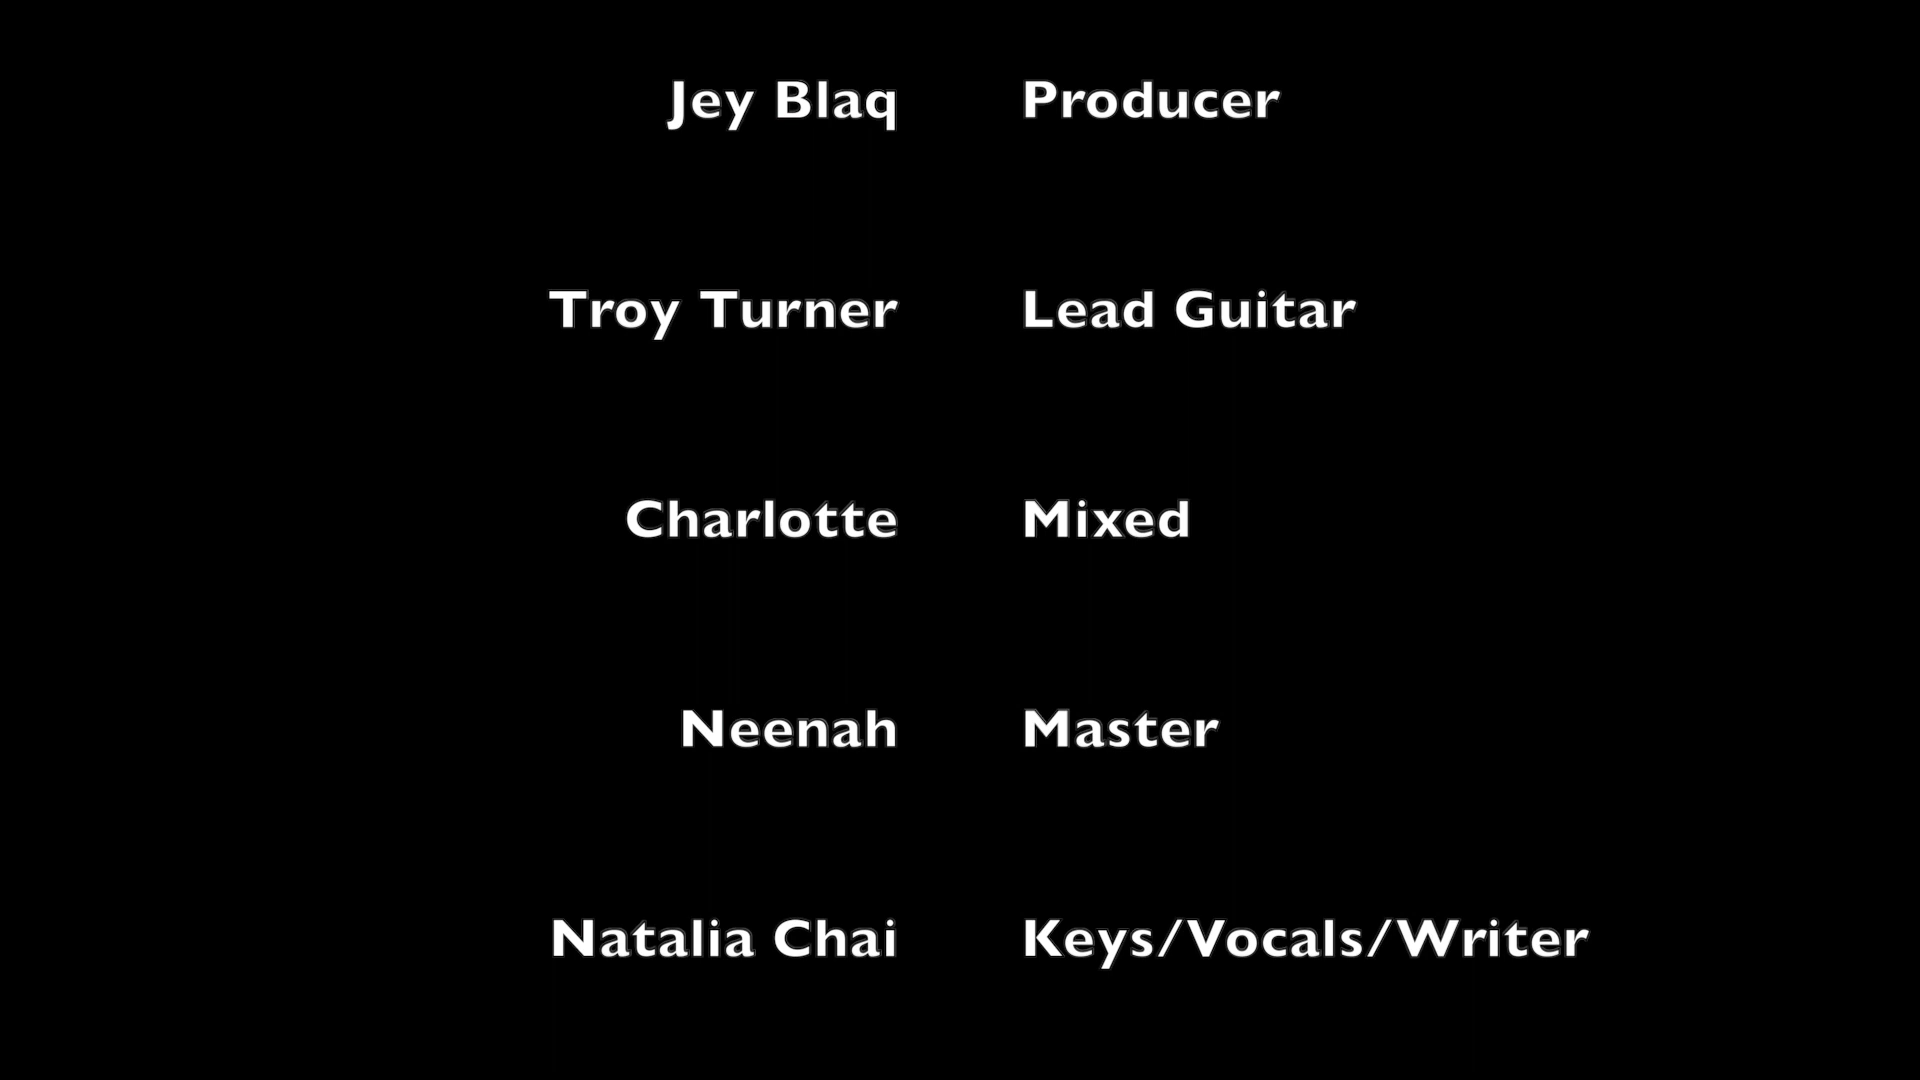 Jey Blaq Producer
Troy Turner Lead Guitar
Charlotte Mixed
Neenah Master
Natalia Chai Keys/Vocals/Writer